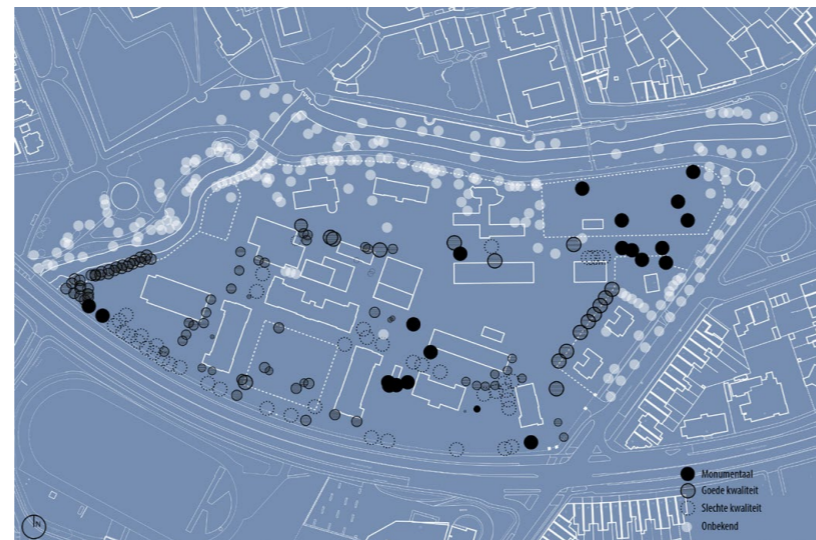 Monumentaal
Goede kwaliteit
Slechte kwaliteit
Onbekend
N